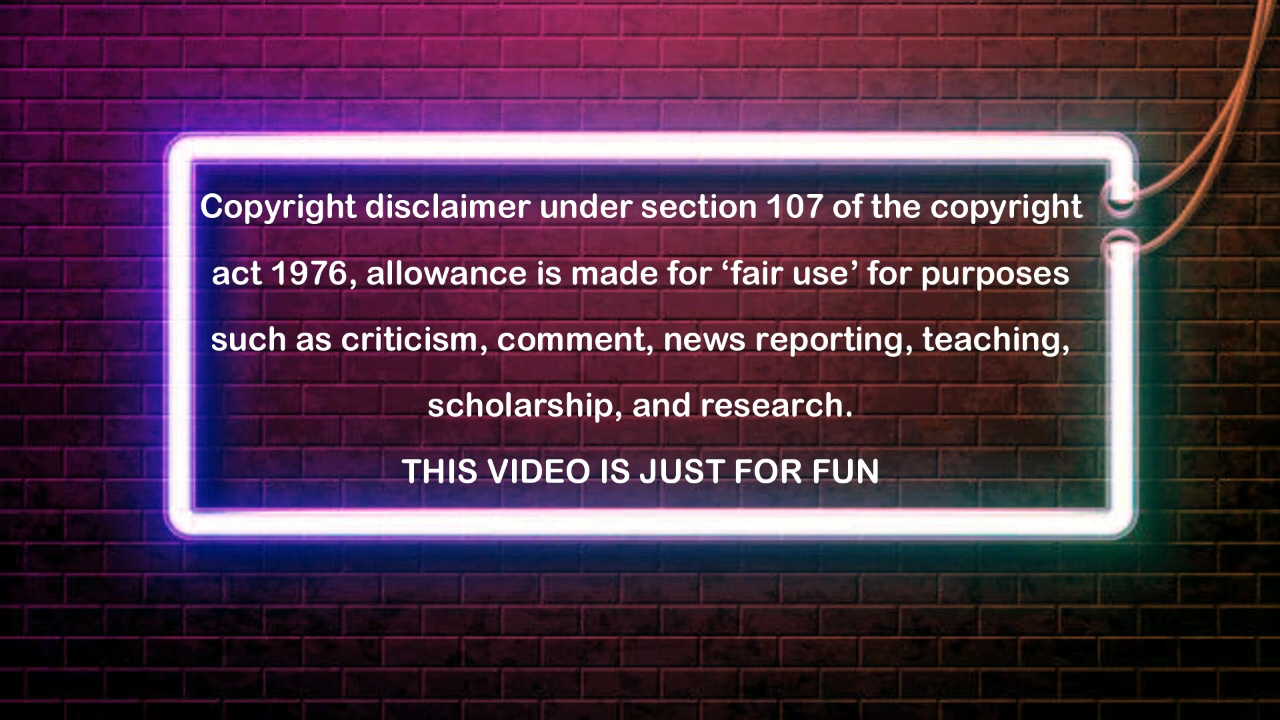 Copyright disclaimer under section 107 of the copyright
act 1976, allowance is made for ‘fair use’ for purposes
such as criticism, comment, news reporting, teaching,
scholarship, and research.
THIS VIDEO IS JUST FOR FUN